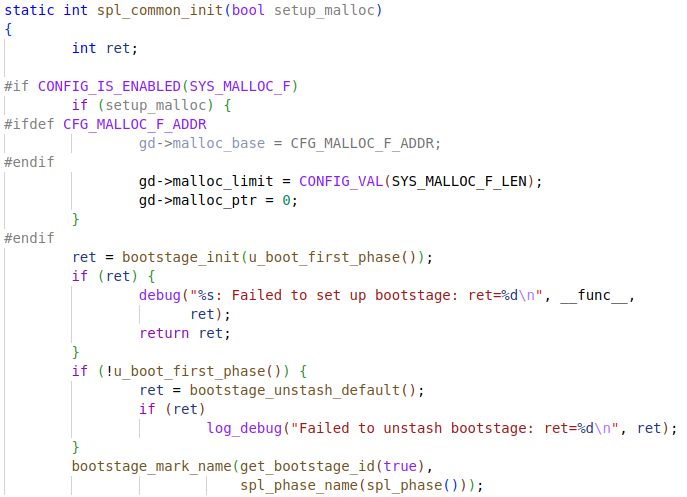 static int spl_common_init(bool setup_malloc)
{
        int ret;

#if CONFIG_IS_ENABLED(SYS_MALLOC_F)
        if (setup_malloc) {
#ifdef CFG_MALLOC_F_ADDR
                gd->malloc_base = CFG_MALLOC_F_ADDR;
#endif
                gd->malloc_limit = CONFIG_VAL(SYS_MALLOC_F_LEN);
                gd->malloc_ptr = 0;
        }
#endif
        ret = bootstage_init(u_boot_first_phase());
        if (ret) {
                debug("%s: Failed to set up bootstage: ret=%d\n", __func__,
                      ret);
                return ret;
        }
        if (!u_boot_first_phase()) {
                ret = bootstage_unstash_default();
                if (ret)
                        log_debug("Failed to unstash bootstage: ret=%d\n", ret);
        }
        bootstage_mark_name(get_bootstage_id(true),
                            spl_phase_name(spl_phase()));